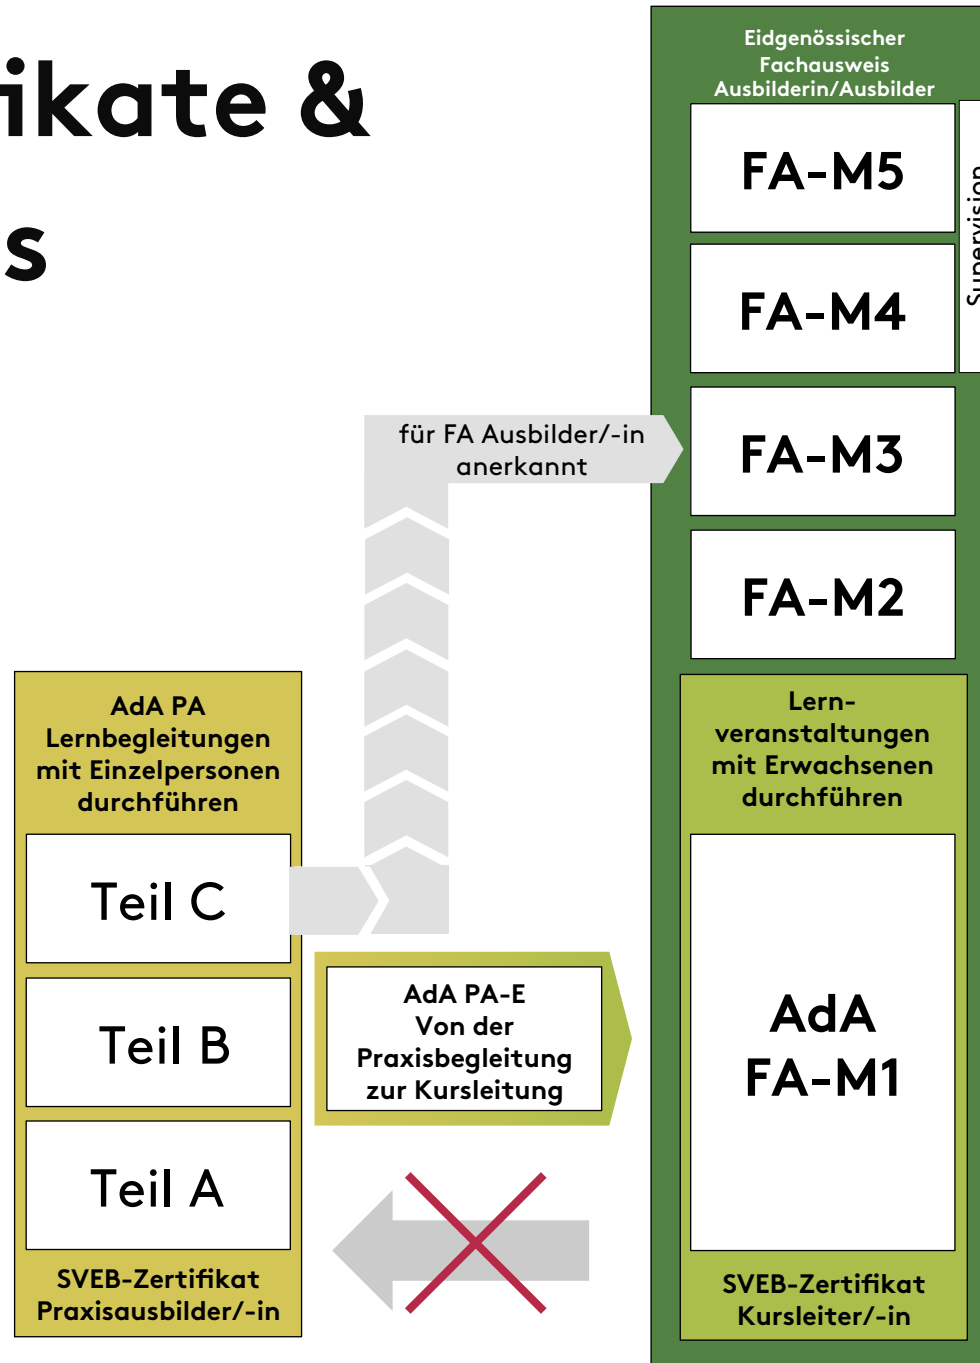 ikate &
s
Eidgenössischer
Fachausweis
Ausbilderin/Ausbilder
FA-M5
FA-M4
Supervision
für FA Ausbilder/-in
anerkannt
FA-M3
FA-M2
AdA PA
Lernbegleitungen
mit Einzelpersonen
durchführen
Teil C
Teil B
Teil A
SVEB-Zertifikat
Praxisausbilder/-in
AdA PA-E
Von der
Praxisbegleitung
zur Kursleitung
Lern-
veranstaltungen
mit Erwachsenen
durchführen
AdA
FA-M1
SVEB-Zertifikat
Kursleiter/-in